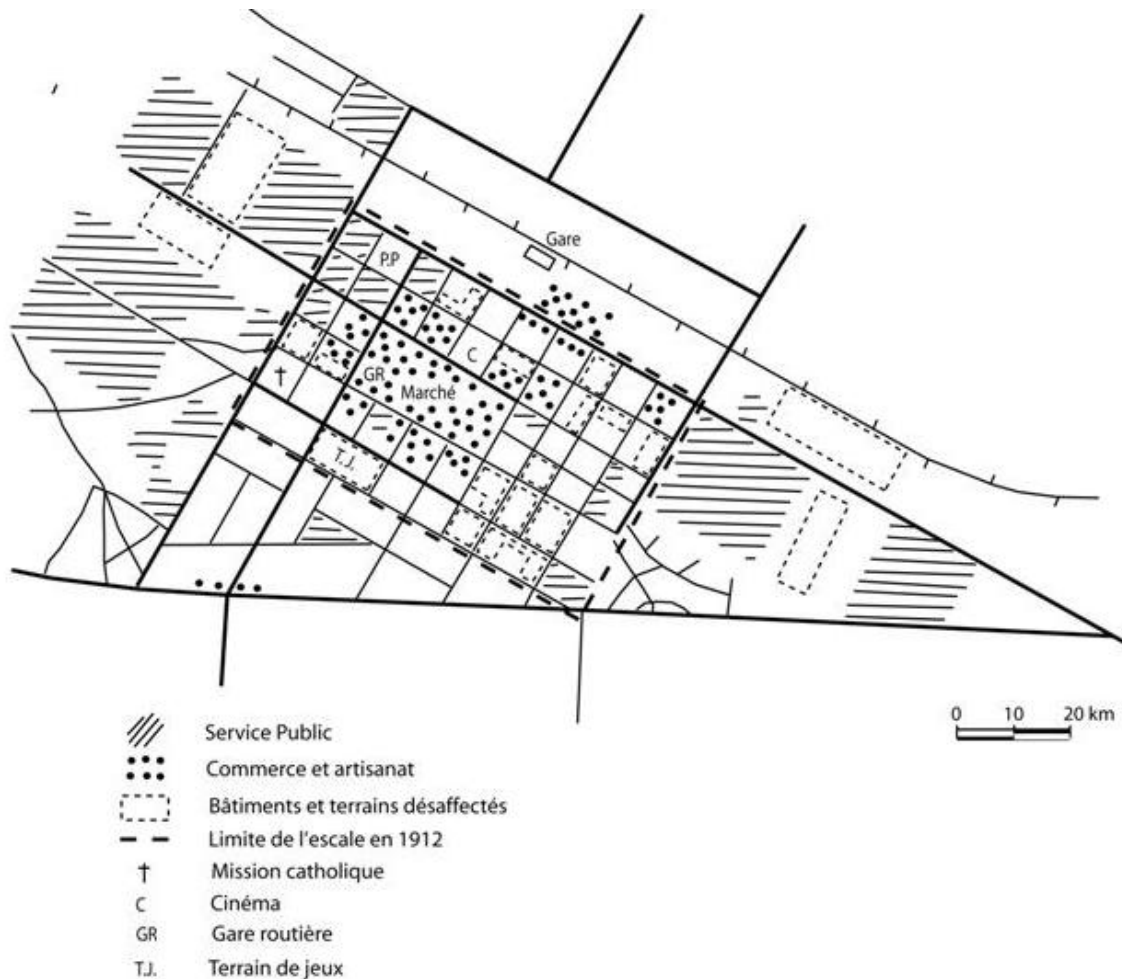 Gare
P.P
C
GR
Marché
†
T.J.
0 10 20 km
Service Public
Commerce et artisanat
Bâtiments et terrains désaffectés
Limite de l'escale en 1912
† Mission catholique
C Cinéma
GR Gare routière
T.J. Terrain de jeux